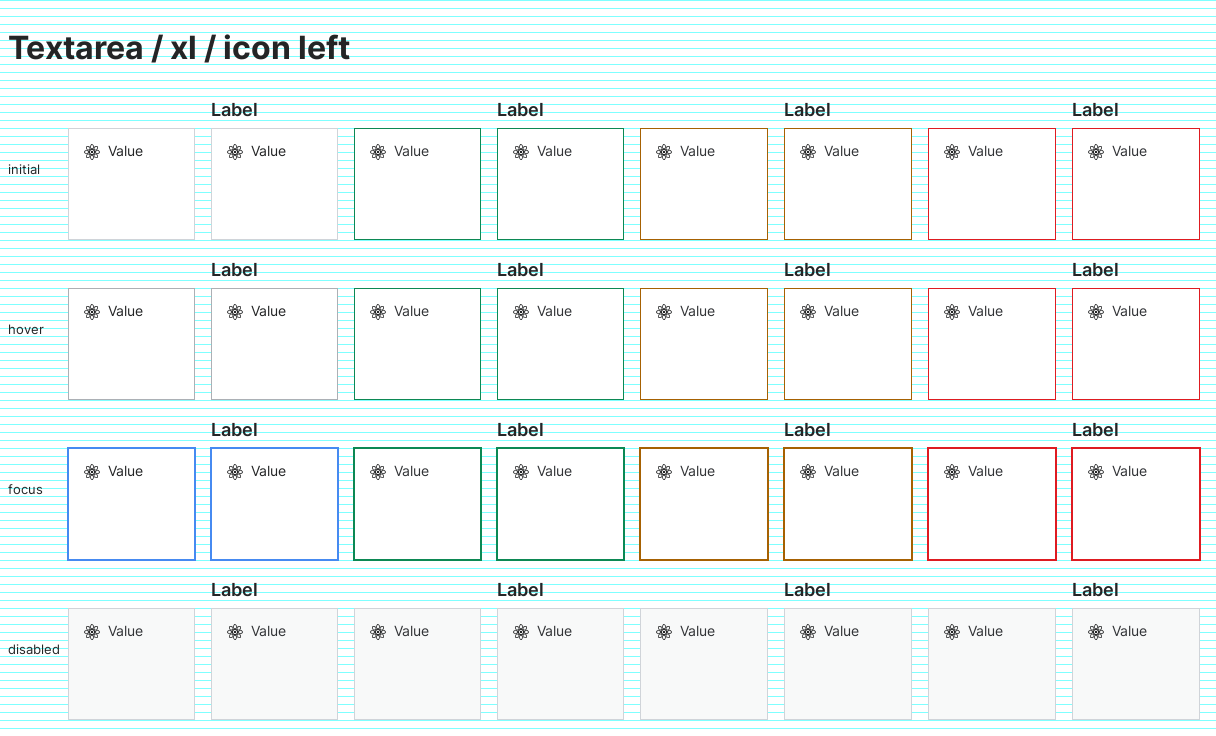 Textarea / xl / icon left
Label Label Label Label
initial Value Value Value Value Value Value Value Value
Label Label Label Label
hover Value Value Value Value Value Value Value Value
Label Label Label Label
focus Value Value Value Value Value Value Value Value
Label Label Label Label
disabled Value Value Value Value Value Value Value Value